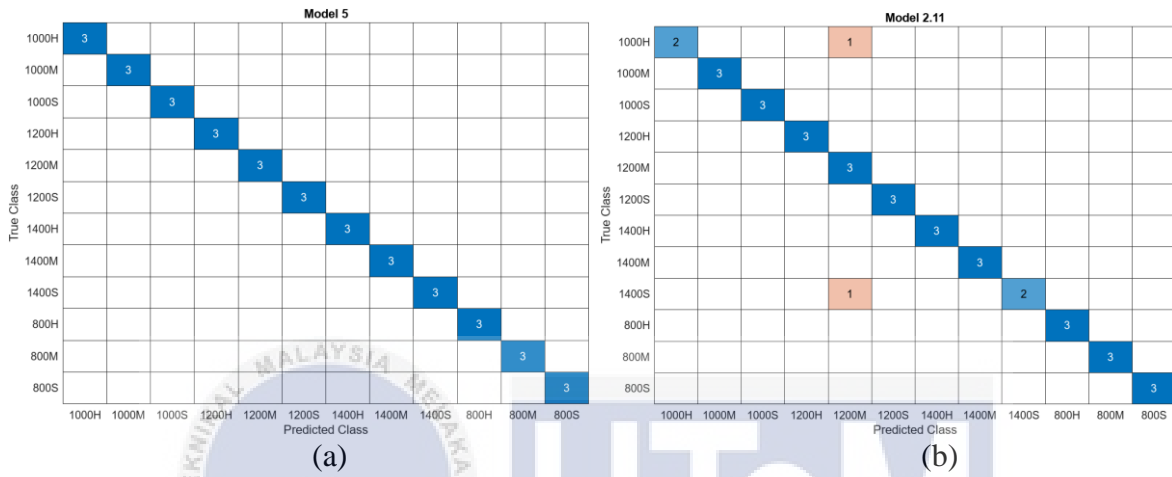 Model 5
1000H 3
1000M 3
1000S 3
1200H 3
1200M 3
1200S 3
1400H 3
1400M 3
1400S 3
800H 3
800M 3
800S 3
True Class
1000H 1000M 1000S 1200H 1200M 1200S 1400H 1400M 1400S 800H 800M 800S
Predicted Class
(a)
Model 2.11
1000H 2 1
1000M 3
1000S 3
1200H 3
1200M 3
1200S 3
1400H 3
1400M 3
1400S 1 2
800H 3
800M 3
800S 3
True Class
1000H 1000M 1000S 1200H 1200M 1200S 1400H 1400M 1400S 800H 800M 800S
Predicted Class
(b)
MALAYSIA